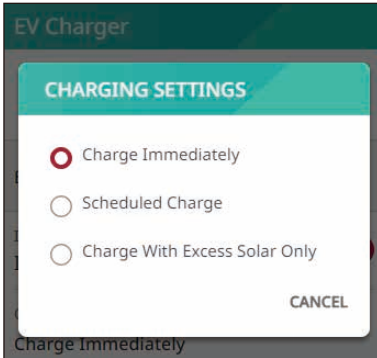 EV Charger
CHARGING SETTINGS
Charge Immediately
Scheduled Charge
Charge With Excess Solar Only
CANCEL
Charge Immediately